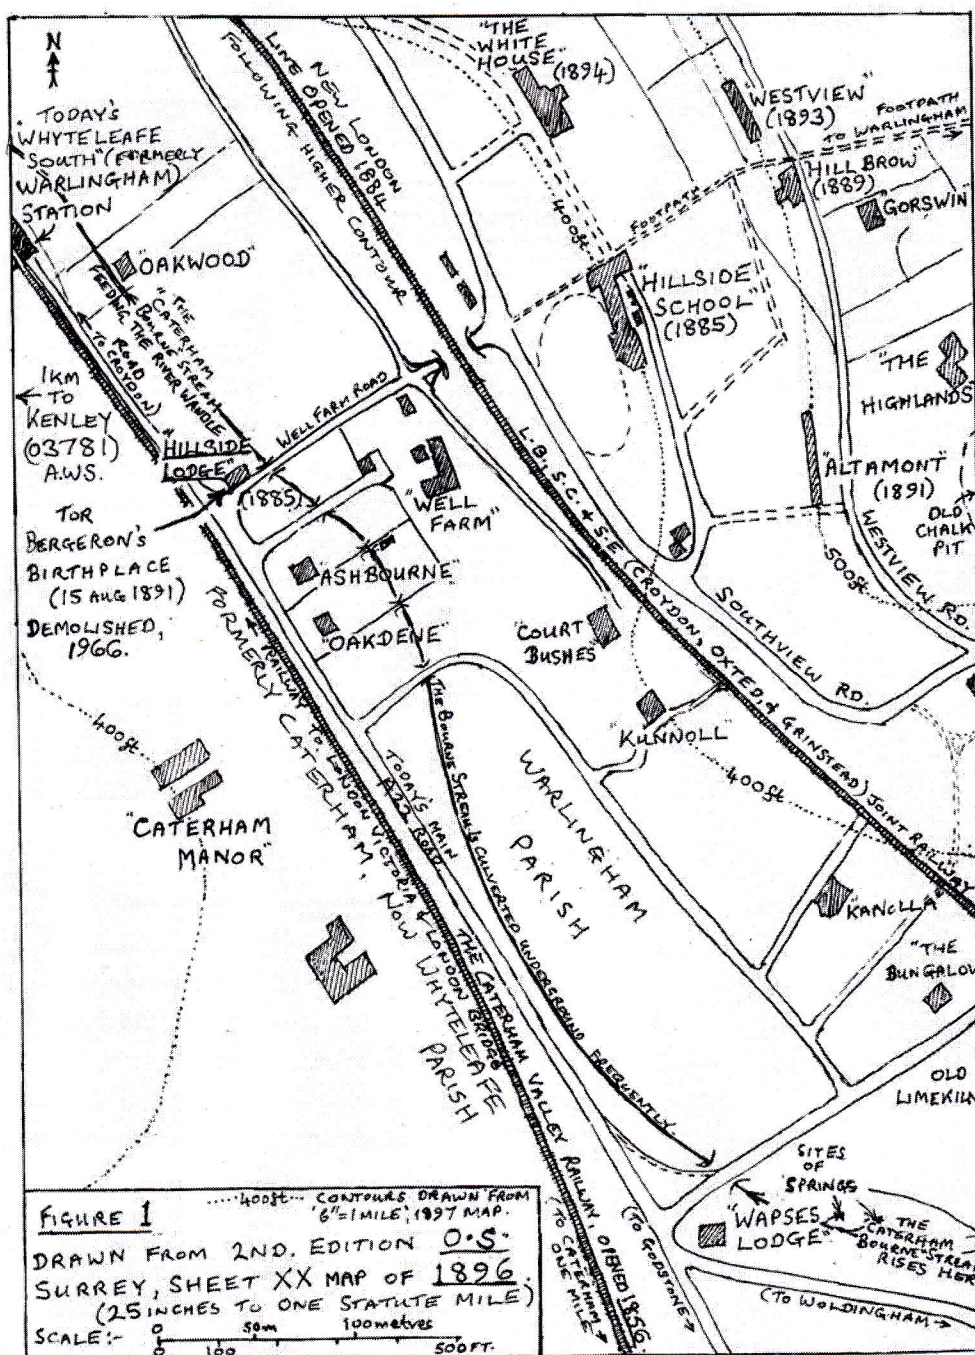 N
TODAY'S
WHYTELEAFE
SOUTH" (FORMERLY
WARLINGHAM)
STATION
NEW LONDON
LINE OPENED 1884
FOLLOWING HIGHER CONTOUR
"THE
WHITE
HOUSE"
(1894)
WESTVIEW"
(1893)
FOOTPATH
TO WARLINGHAM
HILL BROW"
(1889)
"GORSWIN
400ft
FOOTPATH
"OAKWOOD"
"THE
CATERHAM
BOURNE STREAM
FEEDING THE RIVER WANDLE
ROAD
TO CROYDON)
"HILLSIDE
SCHOOL"
(1885)
"THE
HIGHLANDS
1KM
TO
KENLEY
(03781)
A.W.S.
"HILLSIDE
LODGE"
(1885)
WELL FARM ROAD
"WELL
FARM"
L.B.S.C. & S.E (CROYDON, OXTED & GRINSTEAD) JOINT RAILWAY
"ALTAMONT"
(1891)
OLD
CHALK
PIT
500ft
WESTVIEW RD.
TOR
BERGERON'S
BIRTHPLACE
(15 AUG 1891)
DEMOLISHED,
1966.
"ASHBOURNE"
"OAKDENE"
"COURT
BUSHES"
SOUTHVIEW RD.
"KUNNOLL"
400ft
400ft
"CATERHAM
MANOR"
RAILWAY TO LONDON VICTORIA & LONDON BRIDGE
FORMERLY CATERHAM, NOW WHYTELEAFE
PARISH
TODAY'S MAIN
A22 ROAD.
THE BOURNE STREAM IS CULVERTED UNDERGROUND FREQUENTLY.
WARLINGHAM
PARISH
"KANOLLA"
"THE
BUNGALOW
THE CATERHAM VALLEY RAILWAY, OPENED 1856.
OLD
LIMEKILN
SITES
OF
SPRINGS
"WAPSES
LODGE"
THE
"CATERHAM
BOURNE" STREAM
RISES HERE
(TO WOLDINGHAM→
(TO GODSTONE→
(TO CATERHAM →
ONE MILE) →
FIGURE 1
400ft CONTOURS DRAWN FROM
'6"=1 MILE', 1897 MAP.
DRAWN FROM 2ND. EDITION O.S.
SURREY, SHEET XX MAP OF 1896.
(25 INCHES TO ONE STATUTE MILE)
SCALE:- 0 50m 100metres
0 100 500FT.